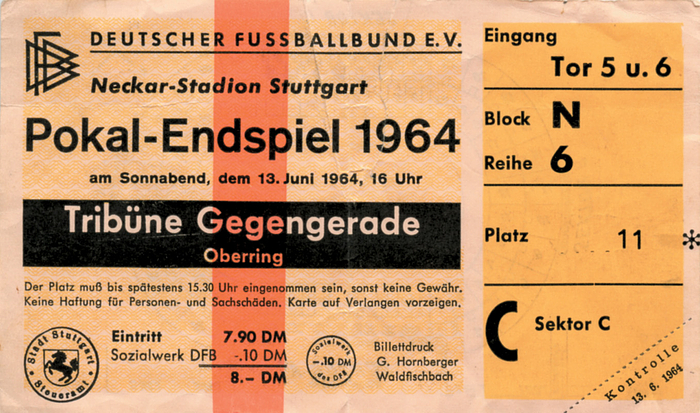 DFB
DEUTSCHER FUSSBALLBUND E.V.
Neckar-Stadion Stuttgart
Pokal-Endspiel 1964
am Sonnabend, dem 13. Juni 1964, 16 Uhr
Tribüne Gegengerade
Oberring
Der Platz muß bis spätestens 15.30 Uhr eingenommen sein, sonst keine Gewähr.
Keine Haftung für Personen- und Sachschäden. Karte auf Verlangen vorzeigen.
Stadt Stuttgart
Steueramt
Eintritt 7.90 DM
Sozialwerk DFB -.10 DM
8.– DM
Sozialwerk
-.10 DM
des DFB
Billettdruck
G. Hornberger
Waldfischbach
Eingang
Tor 5 u. 6
Block N
Reihe 6
Platz 11 *
C Sektor C
Kontrolle
13. 6. 1964